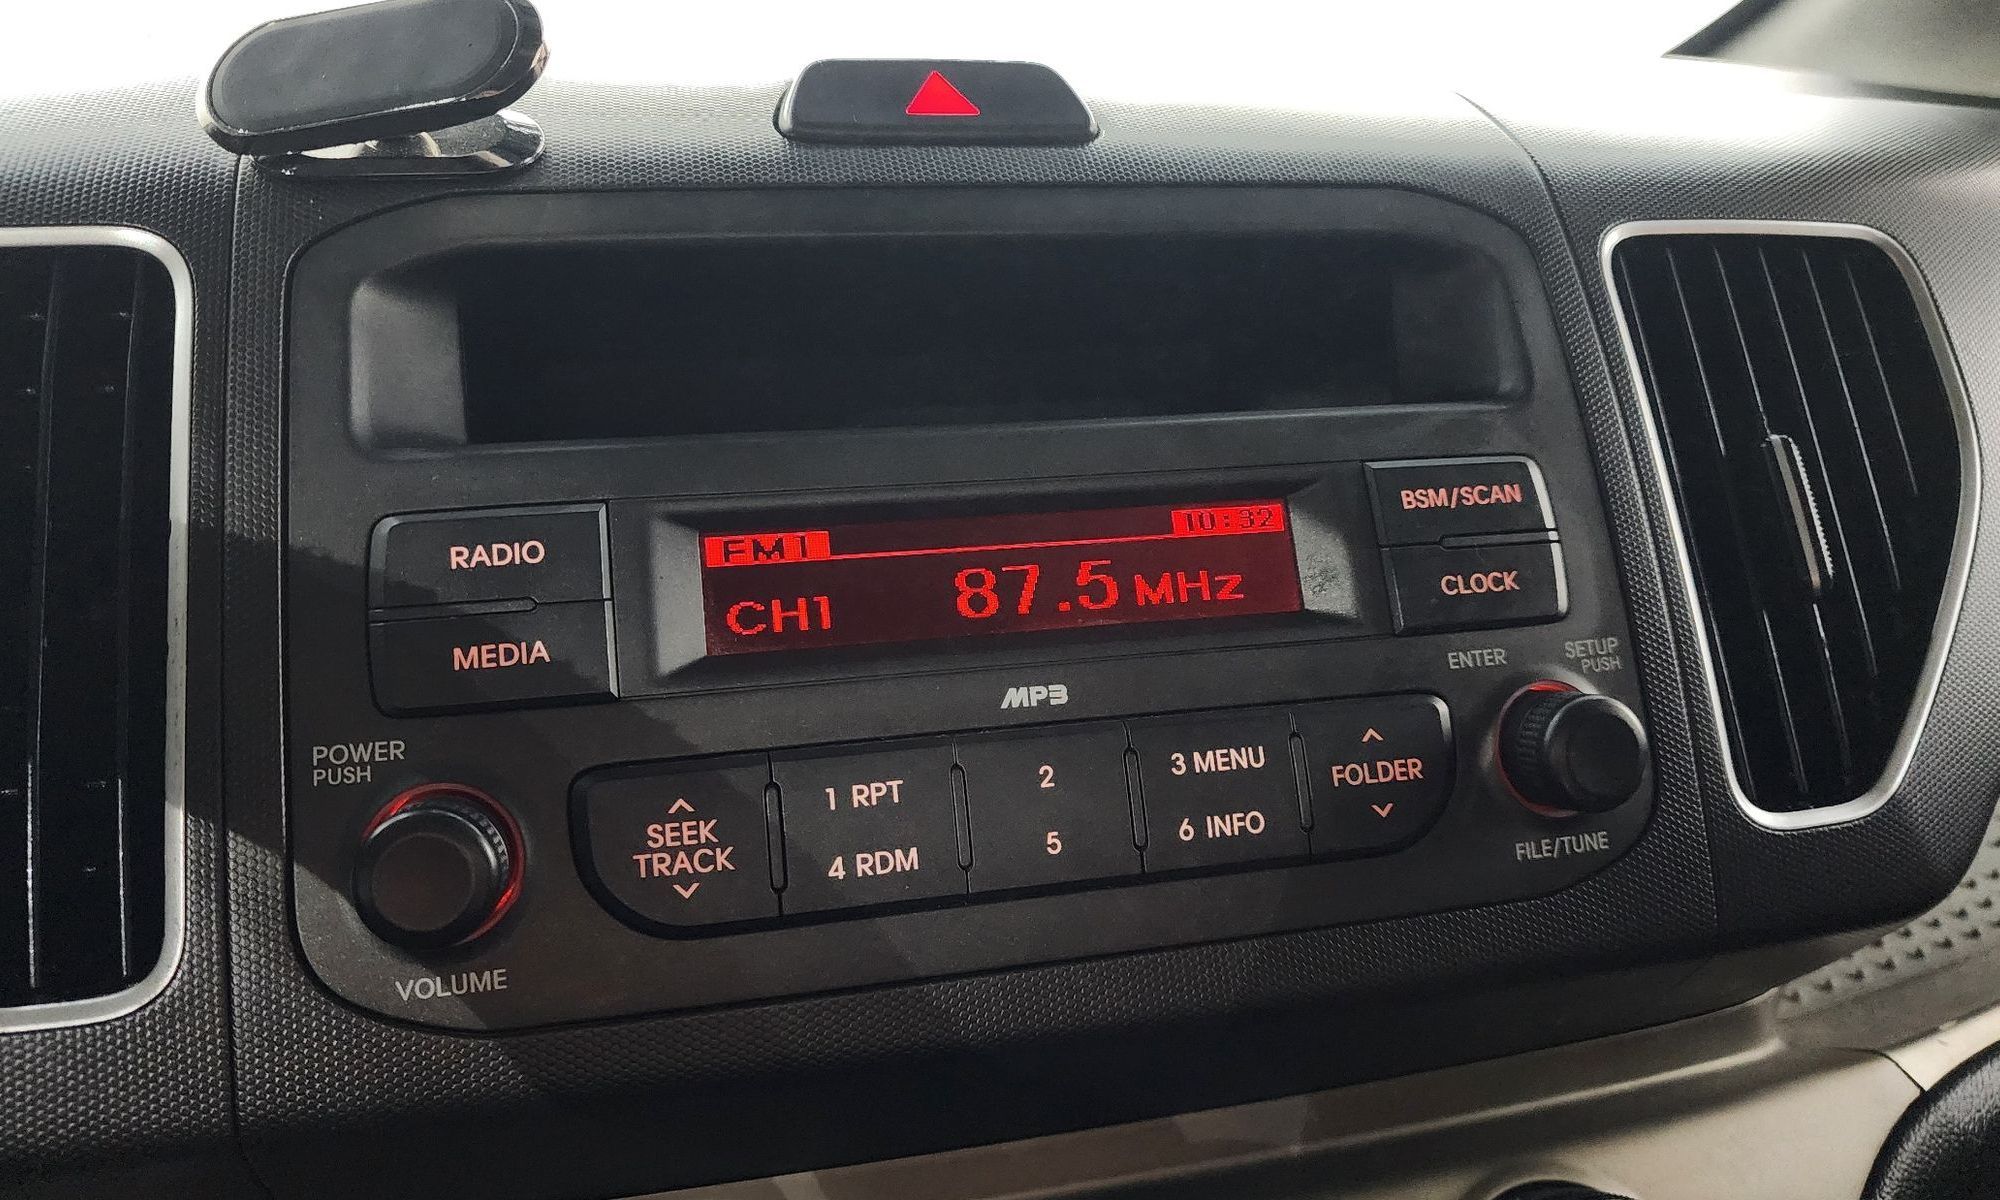 FM1 10:32
CH1 87.5 MHz
RADIO
MEDIA
BSM/SCAN
CLOCK
MP3
POWER
PUSH
VOLUME
SEEK
TRACK
1 RPT
4 RDM
2
5
3 MENU
6 INFO
FOLDER
ENTER
SETUP
PUSH
FILE/TUNE